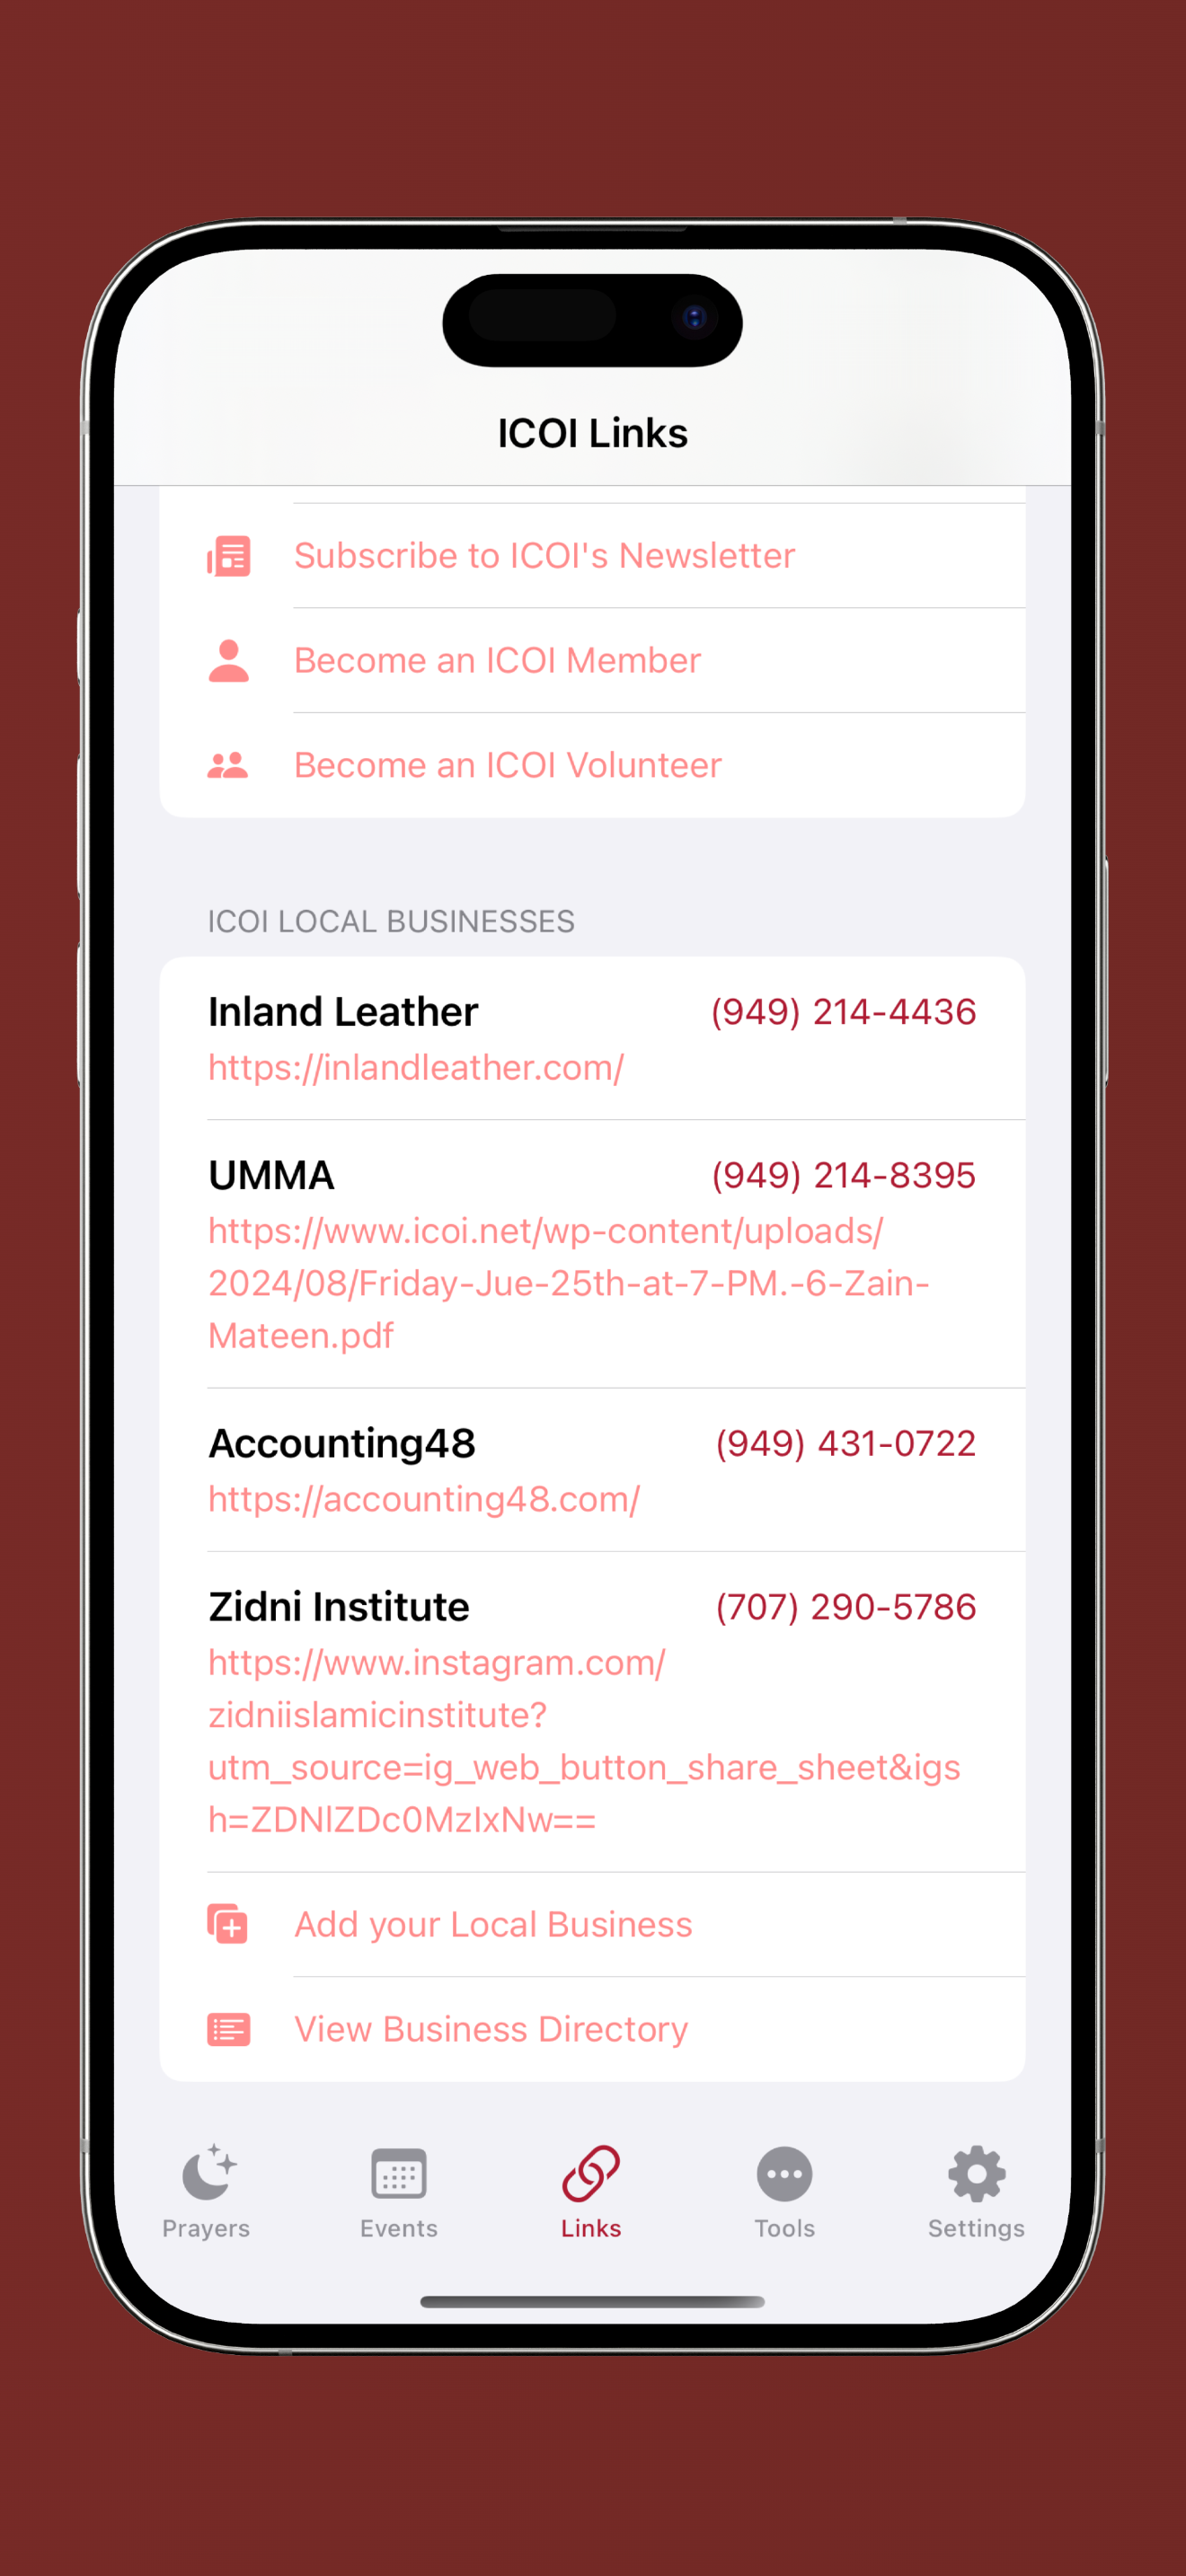 ICOI Links
Subscribe to ICOI's Newsletter
Become an ICOI Member
Become an ICOI Volunteer
ICOI LOCAL BUSINESSES
Inland Leather (949) 214-4436
https://inlandleather.com/
UMMA (949) 214-8395
https://www.icoi.net/wp-content/uploads/
2024/08/Friday-Jue-25th-at-7-PM.-6-Zain-
Mateen.pdf
Accounting48 (949) 431-0722
https://accounting48.com/
Zidni Institute (707) 290-5786
https://www.instagram.com/
zidniislamicinstitute?
utm_source=ig_web_button_share_sheet&igs
h=ZDNlZDc0MzIxNw==
Add your Local Business
View Business Directory
Prayers Events Links Tools Settings